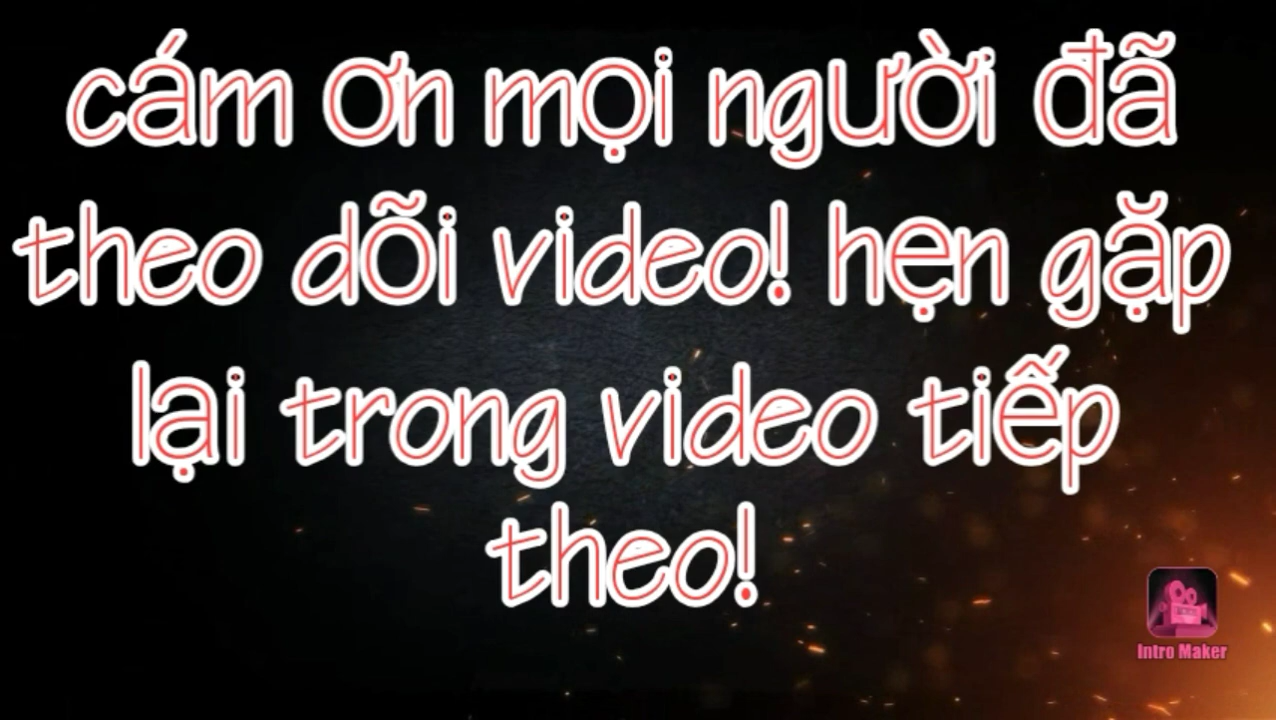 cám ơn mọi người đã
theo dõi video! hẹn gặp
lại trong video tiếp
theo!
Intro Maker